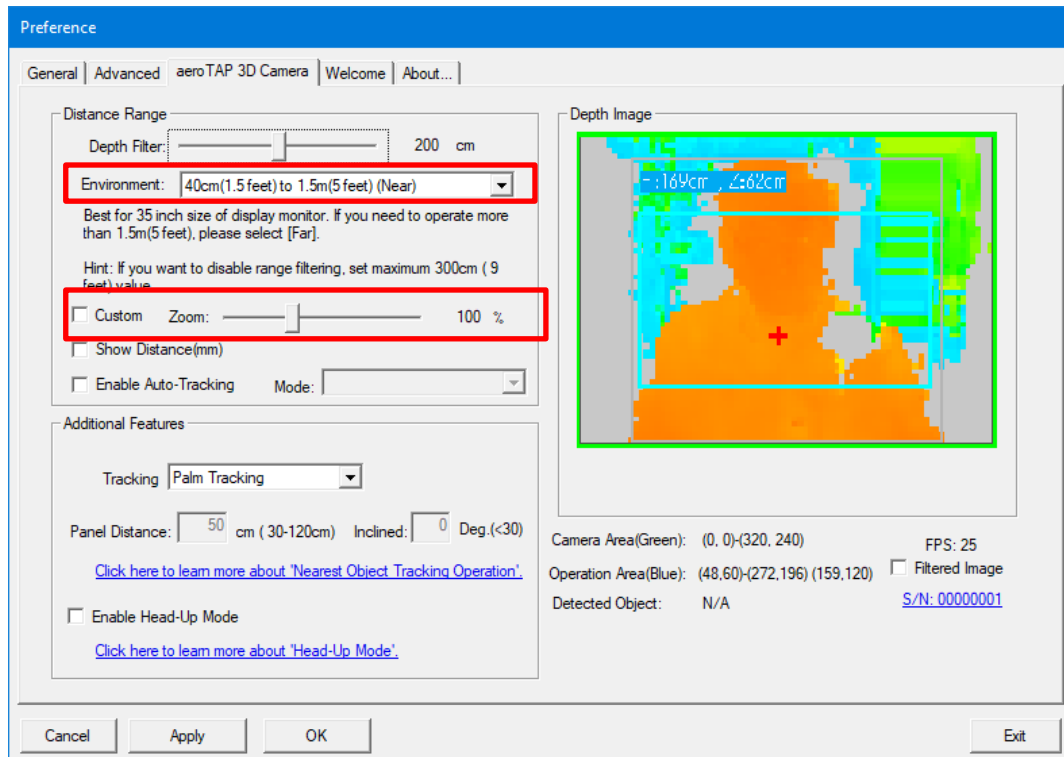 Preference
General
Advanced
aeroTAP 3D Camera
Welcome
About...
Distance Range
Depth Filter:
200 cm
Environment: 40cm(1.5 feet) to 1.5m(5 feet) (Near)
Best for 35 inch size of display monitor. If you need to operate more
than 1.5m(5 feet), please select [Far].
Hint: If you want to disable range filtering, set maximum 300cm ( 9
feet) value
Custom
Zoom:
100 %
Show Distance(mm)
Enable Auto-Tracking
Mode:
Additional Features
Tracking Palm Tracking
Panel Distance: 50 cm ( 30-120cm) Inclined: 0 Deg.(<30)
Click here to learn more about 'Nearest Object Tracking Operation'.
Enable Head-Up Mode
Click here to learn more about 'Head-Up Mode'.
Depth Image
:169cm , Z:62cm
Camera Area(Green): (0, 0)-(320, 240)
Operation Area(Blue): (48,60)-(272,196) (159,120)
Detected Object: N/A
FPS: 25
Filtered Image
S/N: 00000001
Cancel
Apply
OK
Exit